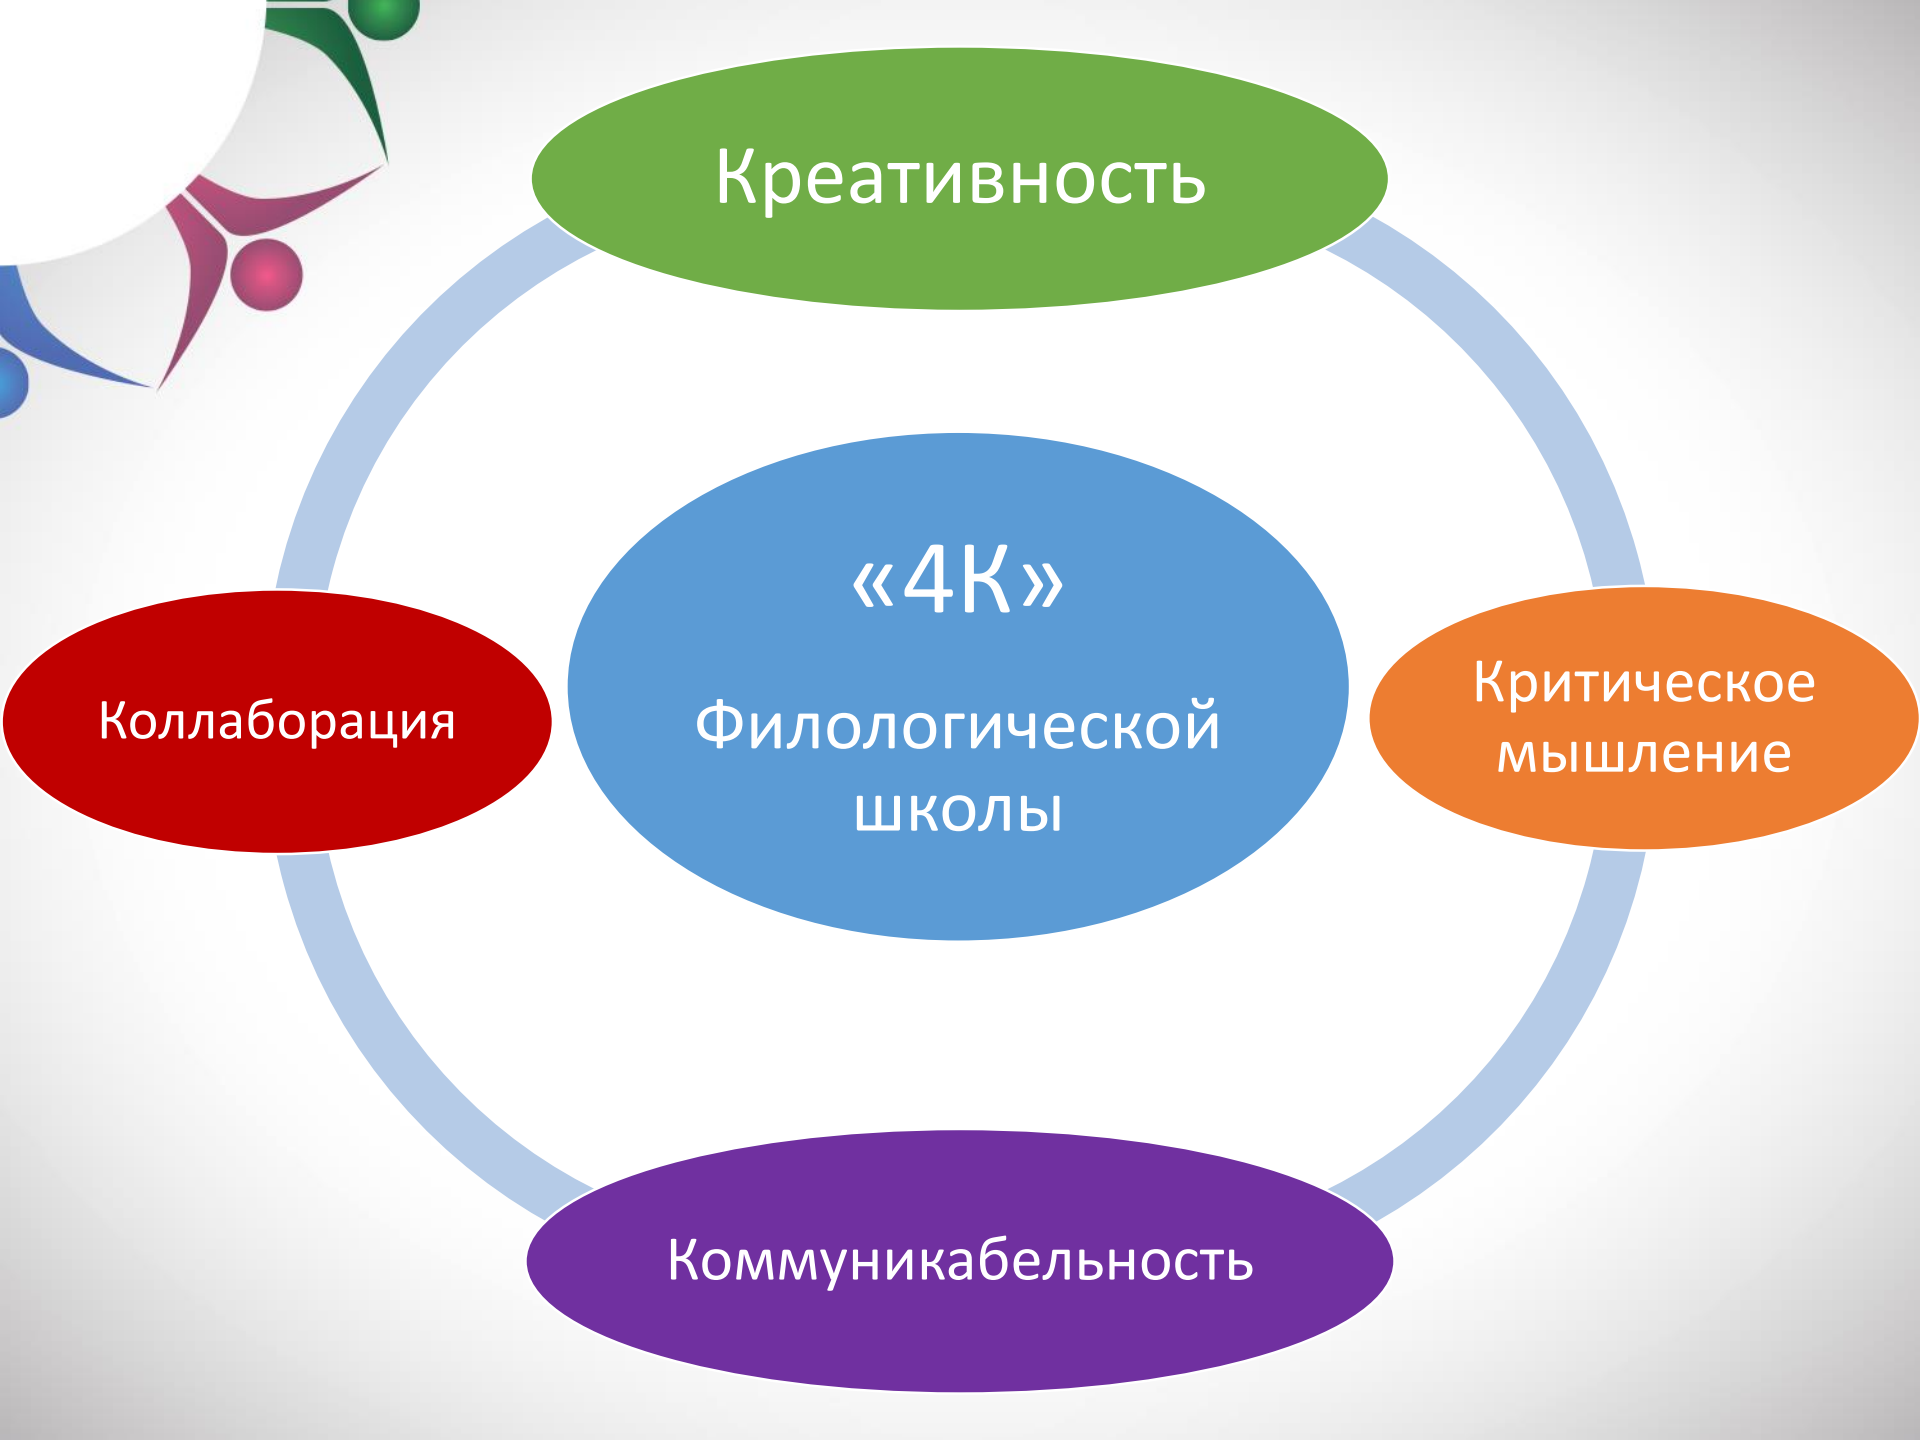 Креативность
«4К»
Филологической
школы
Коллаборация
Критическое
мышление
Коммуникабельность